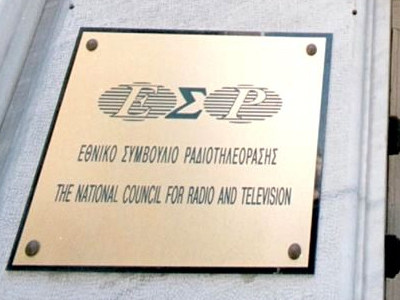 ΕΣΡ
ΕΘΝΙΚΟ ΣΥΜΒΟΥΛΙΟ ΡΑΔΙΟΤΗΛΕΟΡΑΣΗΣ
THE NATIONAL COUNCIL FOR RADIO AND TELEVISION